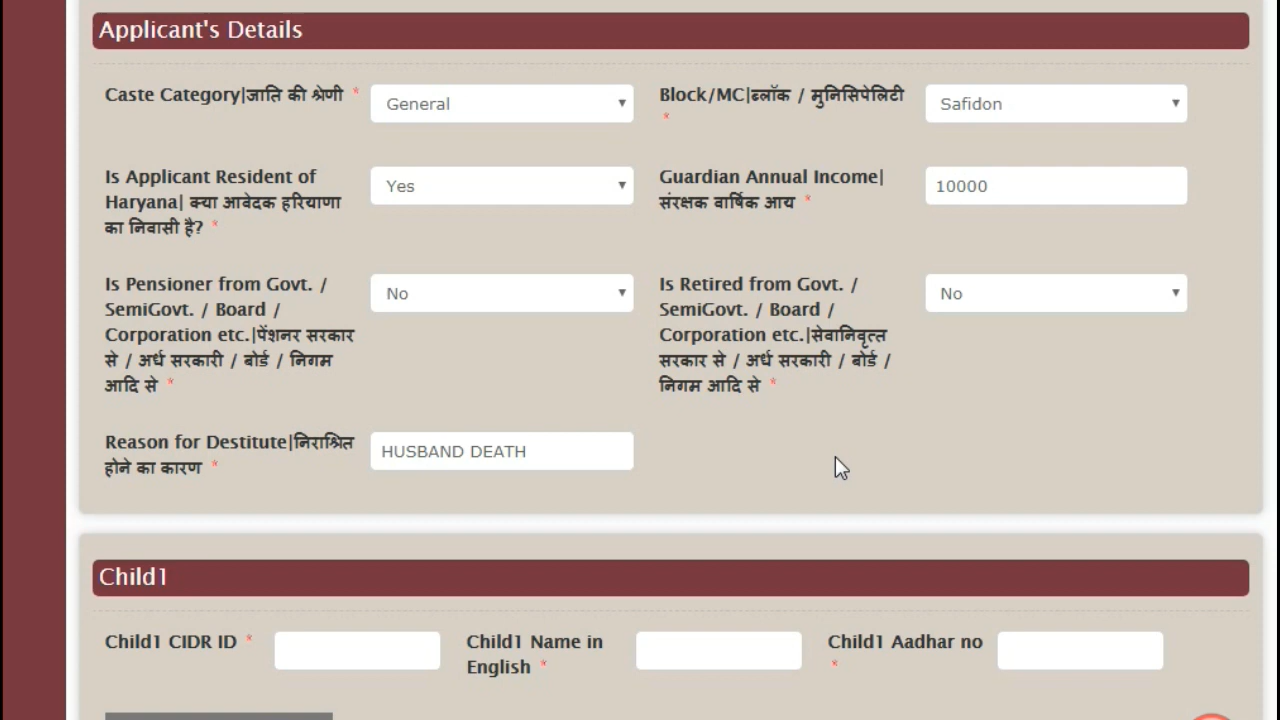 Applicant's Details
Caste Category|जाति की श्रेणी *
General
Block/MC|ब्लॉक / मुनिसिपेलिटी
*
Safidon
Is Applicant Resident of
Haryana| क्या आवेदक हरियाणा
का निवासी है? *
Yes
Guardian Annual Income|
संरक्षक वार्षिक आय *
10000
Is Pensioner from Govt. /
SemiGovt. / Board /
Corporation etc.|पेंशनर सरकार
से / अर्ध सरकारी / बोर्ड / निगम
आदि से *
No
Is Retired from Govt. /
SemiGovt. / Board /
Corporation etc.|सेवानिवृत्त
सरकार से / अर्ध सरकारी / बोर्ड /
निगम आदि से *
No
Reason for Destitute|निराश्रित
होने का कारण *
HUSBAND DEATH
Child1
Child1 CIDR ID *
Child1 Name in
English *
Child1 Aadhar no
*